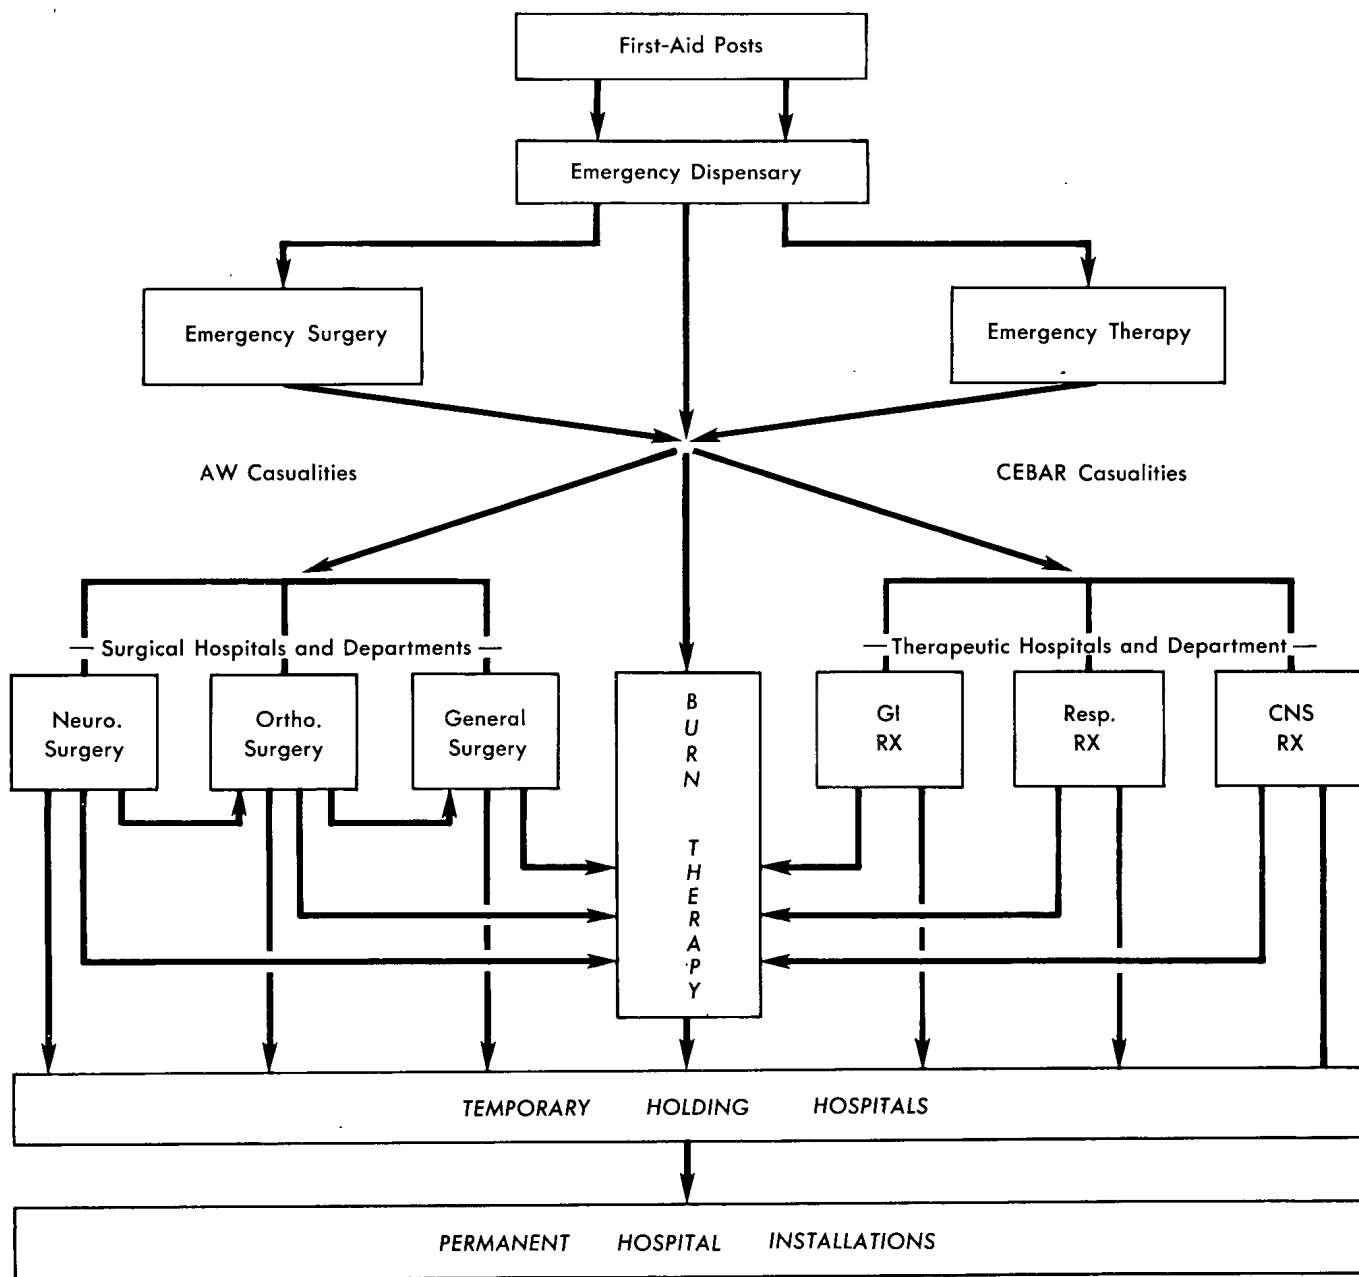 First-Aid Posts
Emergency Dispensary
Emergency Surgery
Emergency Therapy
AW Casualities
CEBAR Casualities
— Surgical Hospitals and Departments —
— Therapeutic Hospitals and Department —
Neuro.
Surgery
Ortho.
Surgery
General
Surgery
BURN THERAPY
GI
RX
Resp.
RX
CNS
RX
TEMPORARY HOLDING HOSPITALS
PERMANENT HOSPITAL INSTALLATIONS